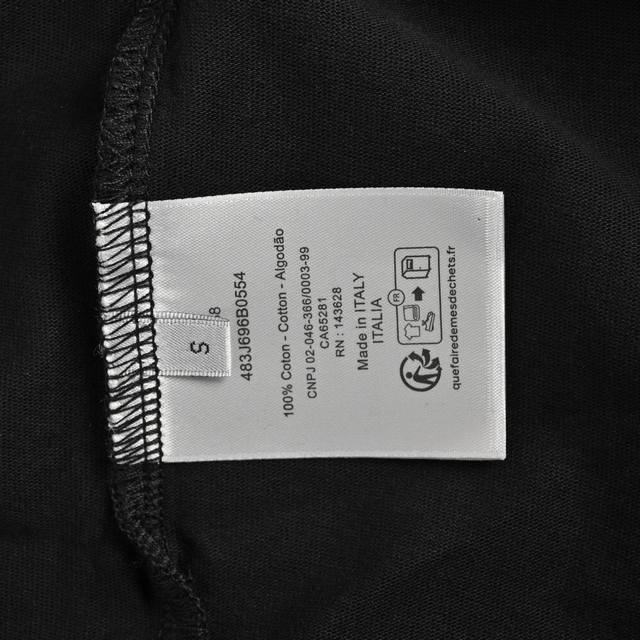 S
8
483J696B0554
100% Coton - Cotton - Algodão
CNPJ 02-046-366/0003-99
CA65281
RN : 143628
Made in ITALY
ITALIA
FR
quefairedemesdechets.fr